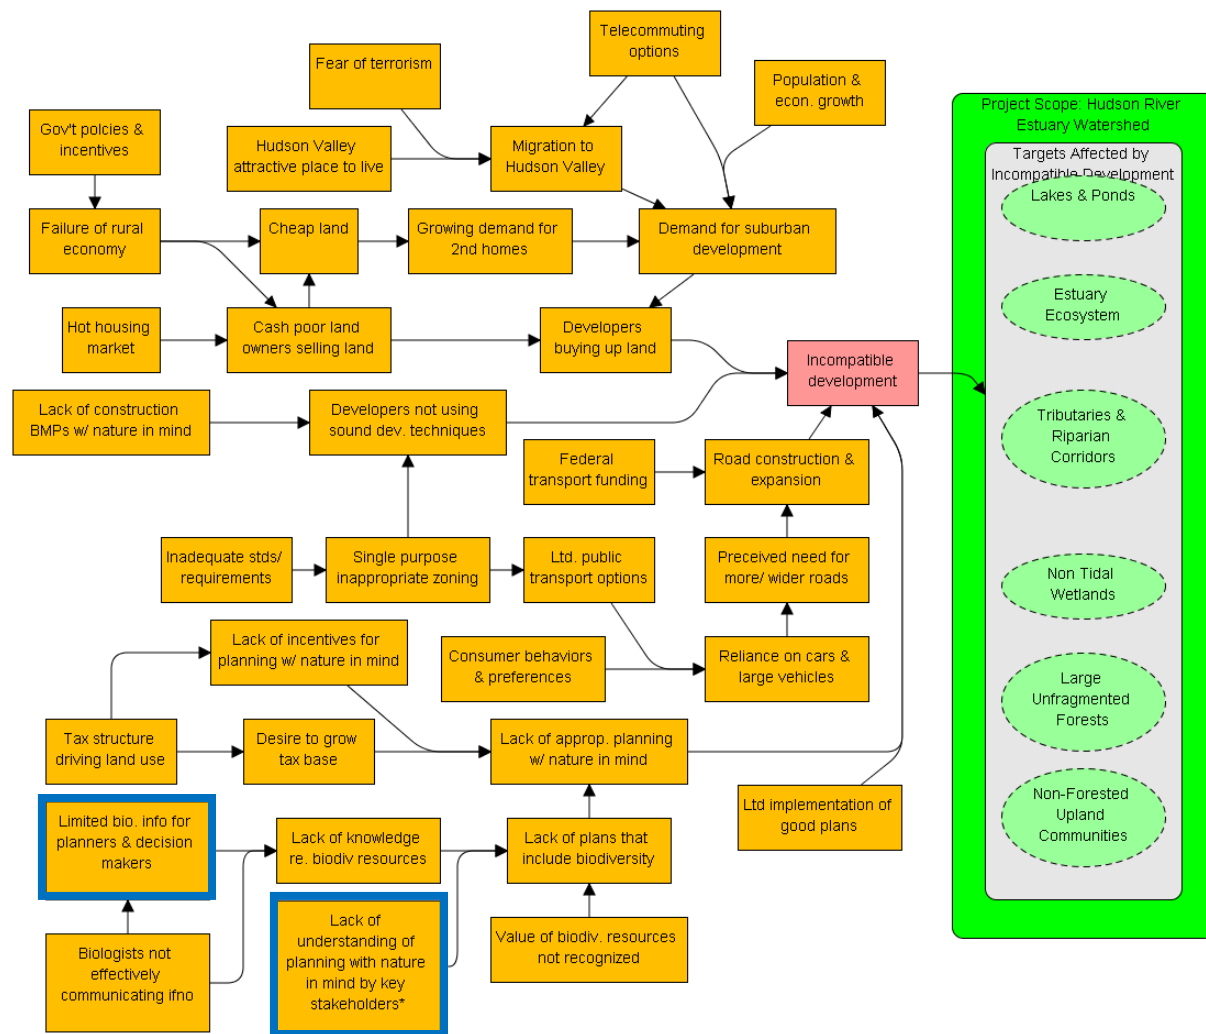 Telecommuting
options
Fear of terrorism
Population &
econ. growth
Project Scope: Hudson River
Estuary Watershed
Gov't polcies &
incentives
Hudson Valley
attractive place to live
Migration to
Hudson Valley
Targets Affected by
Incompatible Development
Lakes & Ponds
Failure of rural
economy
Cheap land
Growing demand for
2nd homes
Demand for suburban
development
Estuary
Ecosystem
Hot housing
market
Cash poor land
owners selling land
Developers
buying up land
Incompatible
development
Lack of construction
BMPs w/ nature in mind
Developers not using
sound dev. techniques
Tributaries &
Riparian
Corridors
Federal
transport funding
Road construction &
expansion
Inadequate stds/
requirements
Single purpose
inappropriate zoning
Ltd. public
transport options
Preceived need for
more/ wider roads
Non Tidal
Wetlands
Lack of incentives for
planning w/ nature in mind
Consumer behaviors
& preferences
Reliance on cars &
large vehicles
Large
Unfragmented
Forests
Tax structure
driving land use
Desire to grow
tax base
Lack of approp. planning
w/ nature in mind
Ltd implementation of
good plans
Non-Forested
Upland
Communities
Limited bio. info for
planners & decision
makers
Lack of knowledge
re. biodiv resources
Lack of plans that
include biodiversity
Biologists not
effectively
communicating ifno
Lack of
understanding of
planning with nature
in mind by key
stakeholders*
Value of biodiv. resources
not recognized